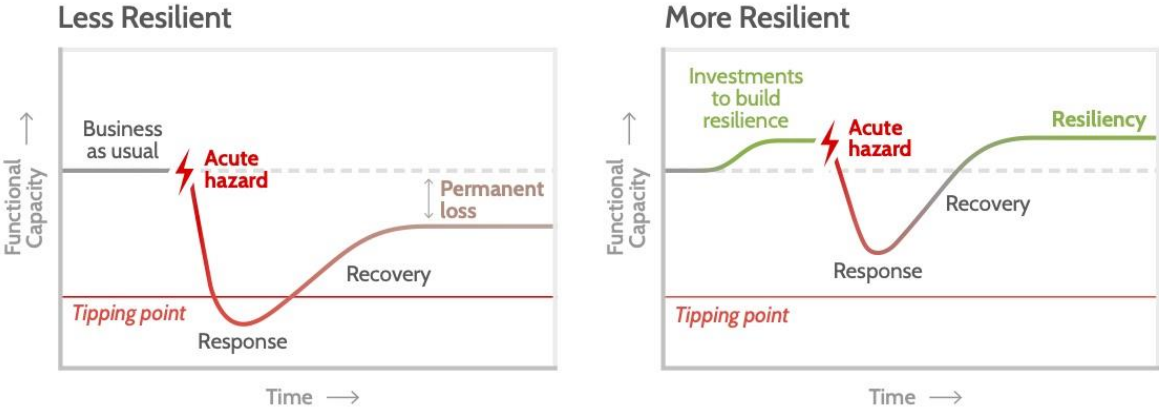 Less Resilient
Functional
Capacity
Business
as usual
Acute
hazard
Permanent
loss
Recovery
Tipping point
Response
Time
More Resilient
Functional
Capacity
Investments
to build
resilience
Acute
hazard
Resiliency
Recovery
Response
Tipping point
Time